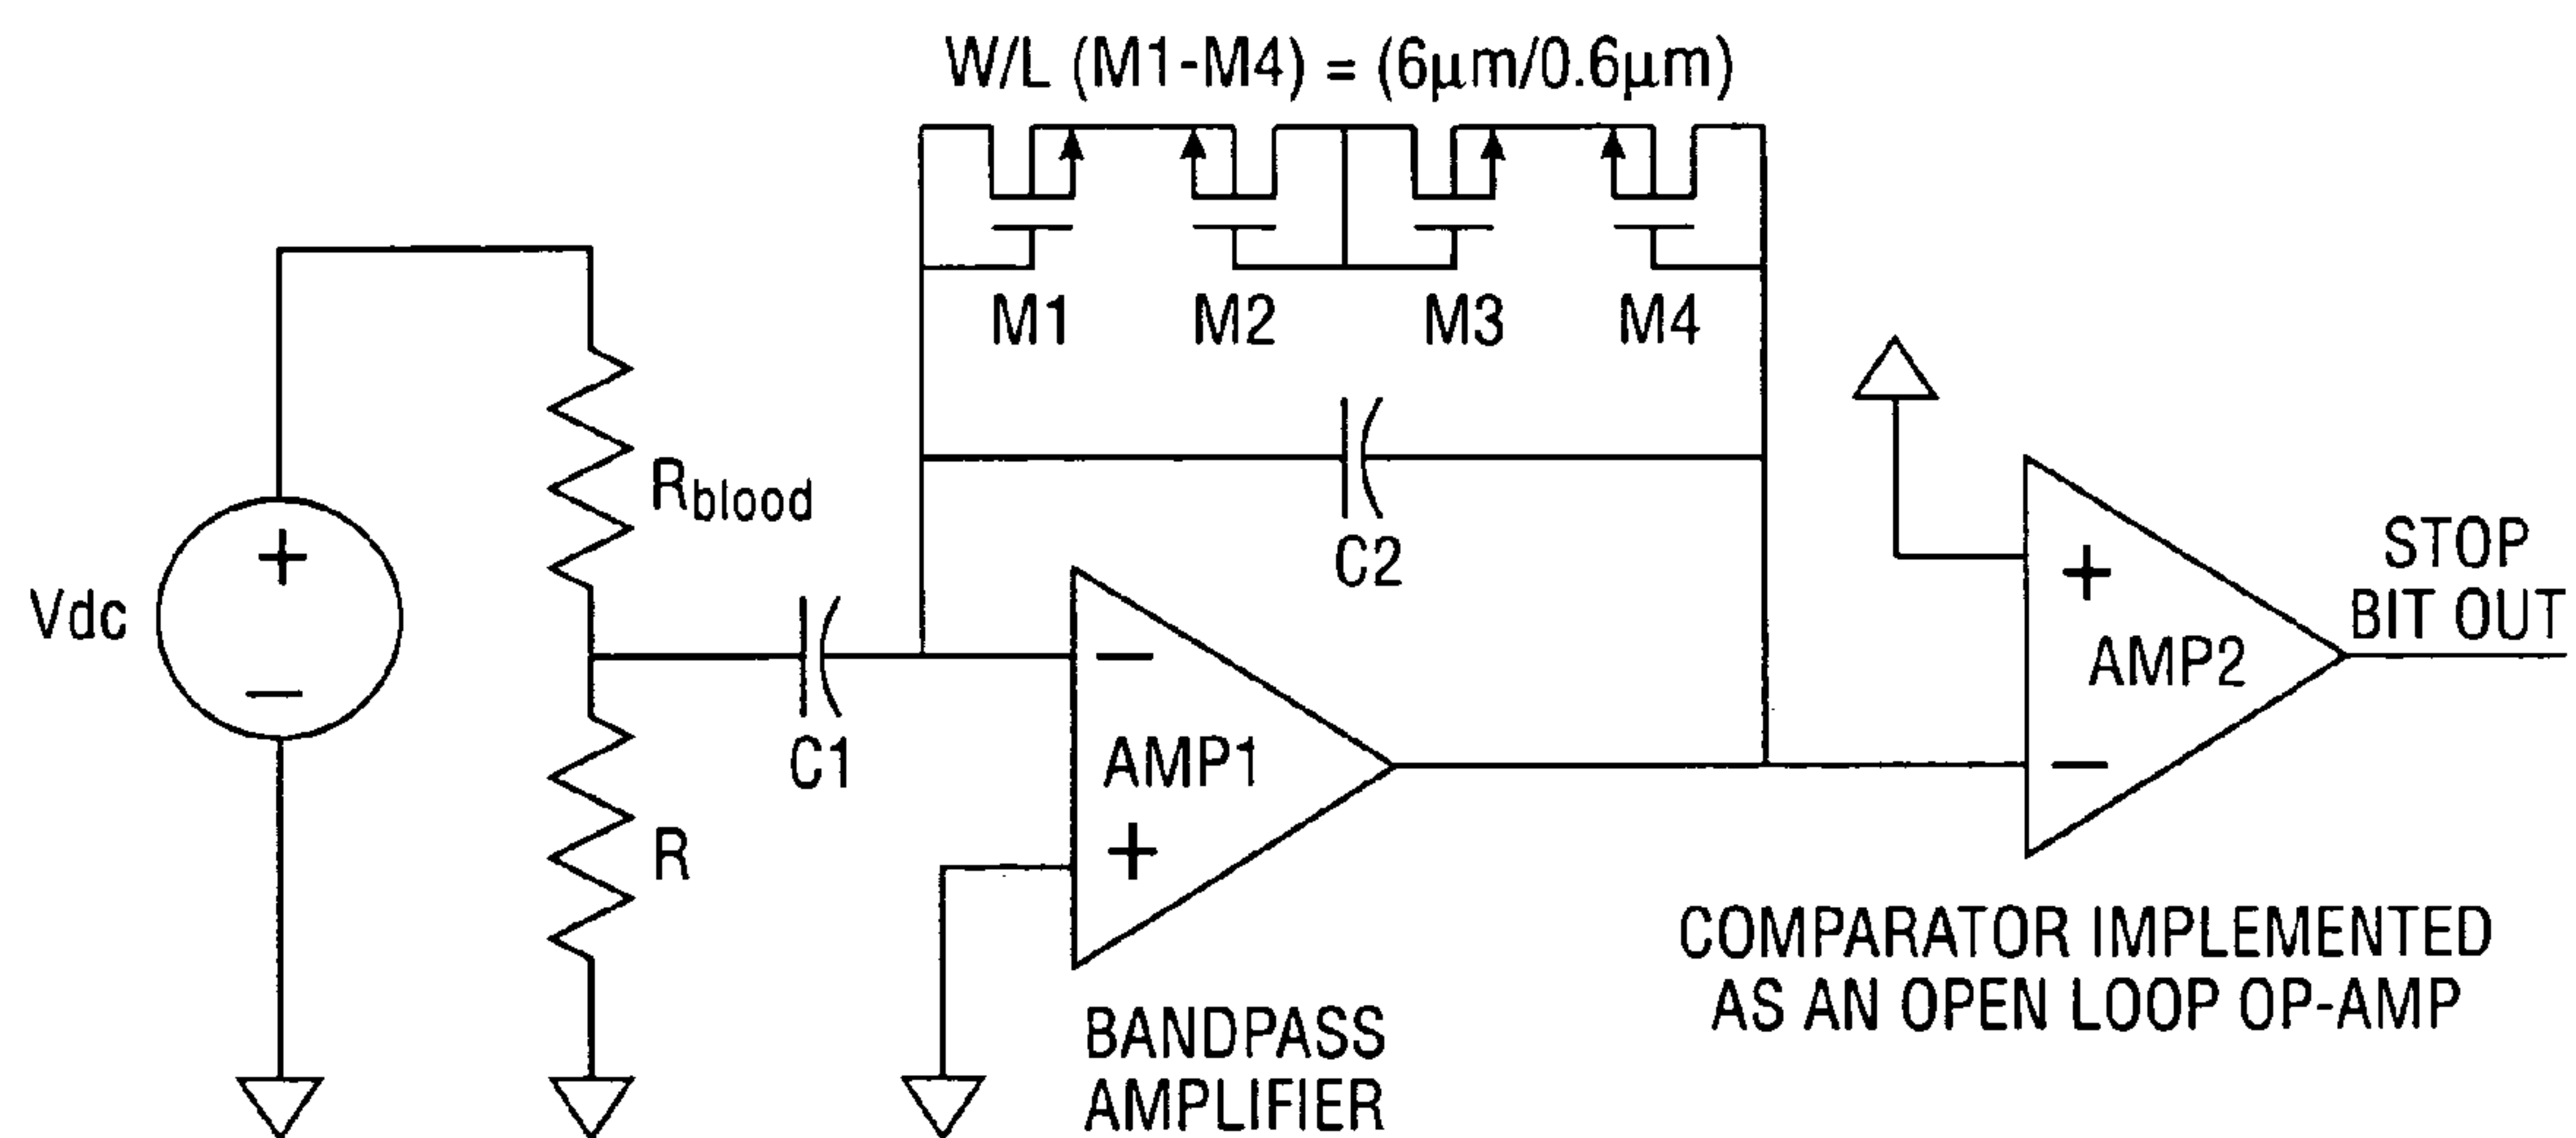 W/L (M1-M4) = (6μm/0.6μm)
M1
M2
M3
M4
Rblood
C2
Vdc
+
−
C1
−
AMP1
+
R
+
AMP2
−
STOP
BIT OUT
BANDPASS
AMPLIFIER
COMPARATOR IMPLEMENTED
AS AN OPEN LOOP OP-AMP